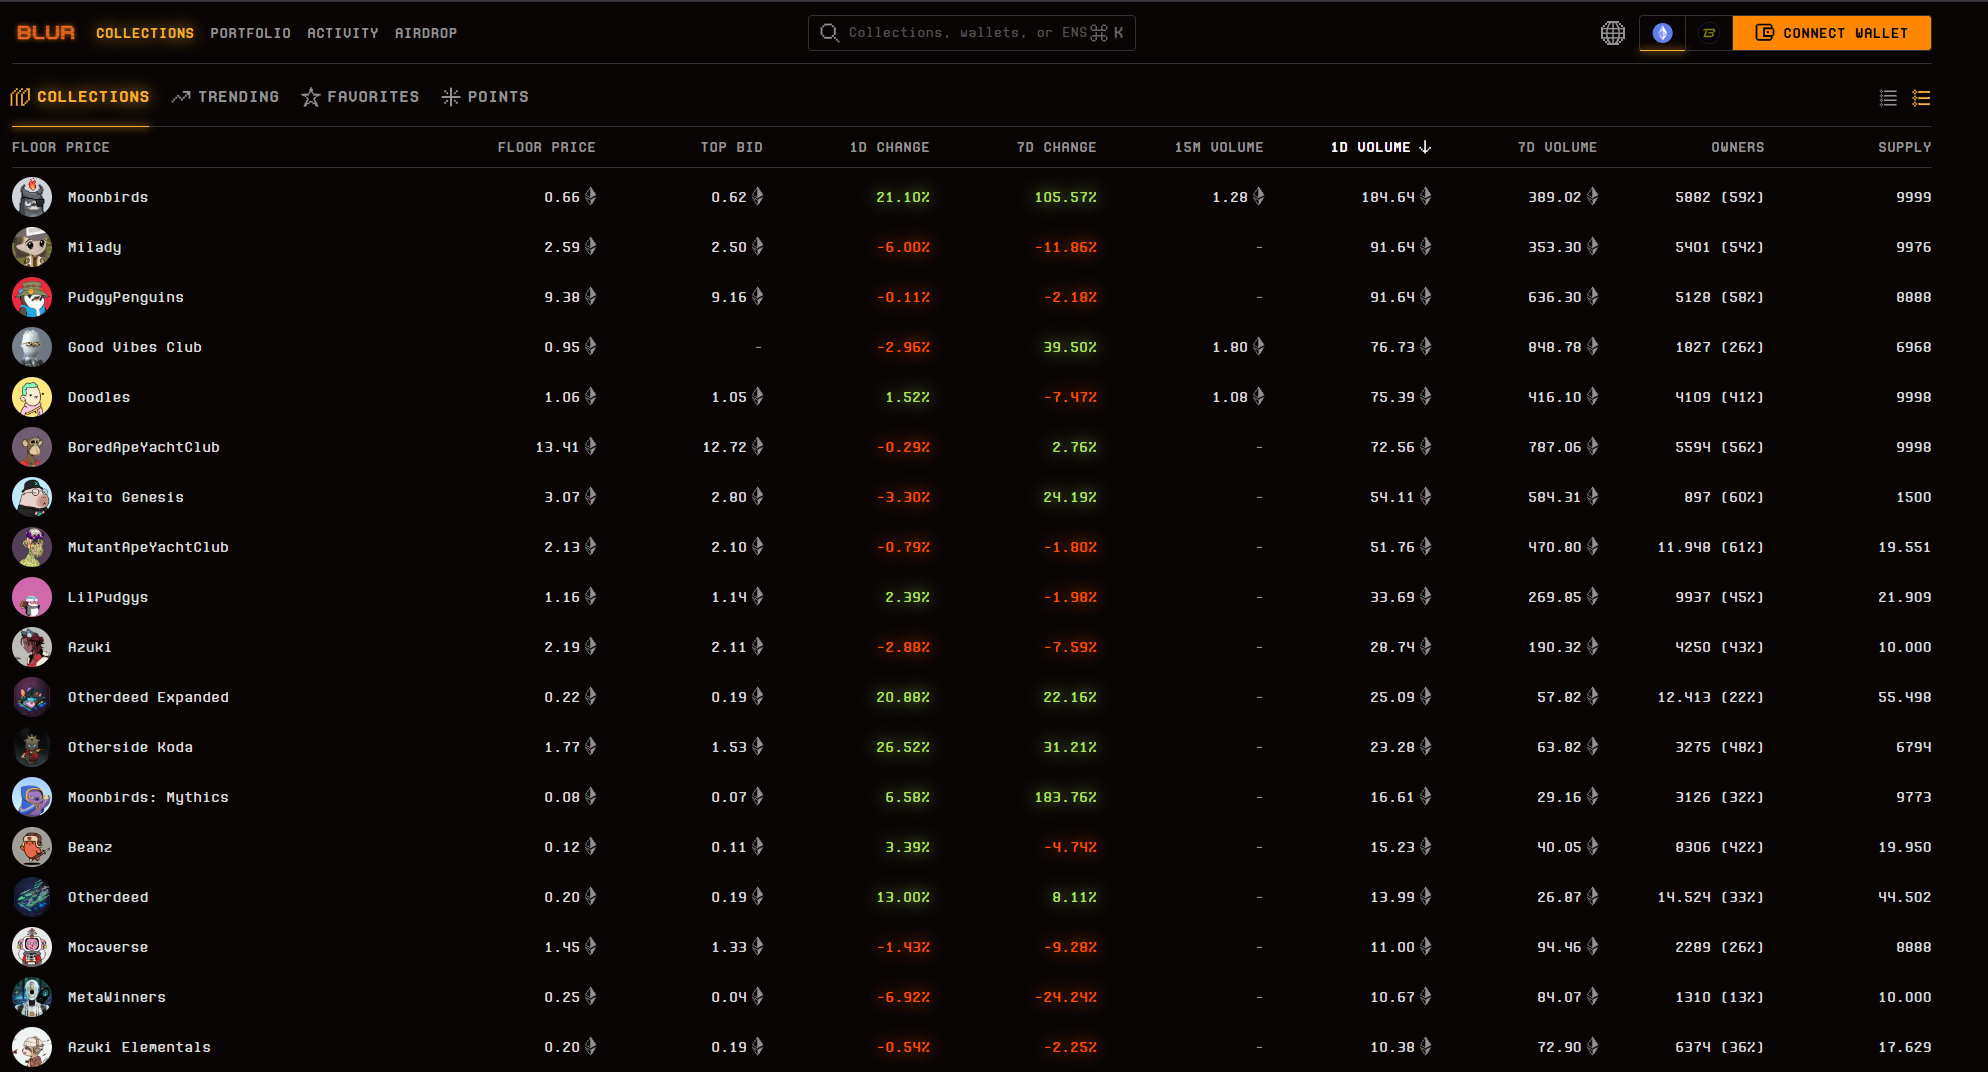 BLUR COLLECTIONS PORTFOLIO ACTIVITY AIRDROP Collections, wallets, or ENS ⌘ K CONNECT WALLET
COLLECTIONS TRENDING FAVORITES POINTS
FLOOR PRICE FLOOR PRICE TOP BID 1D CHANGE 7D CHANGE 15M VOLUME 1D VOLUME ↓ 7D VOLUME OWNERS SUPPLY
Moonbirds 0.66 0.62 21.10% 105.57% 1.28 184.64 389.02 5882 (59%) 9999
Milady 2.59 2.50 -6.00% -11.86% - 91.64 353.30 5401 (54%) 9976
PudgyPenguins 9.38 9.16 -0.11% -2.18% - 91.64 636.30 5128 (58%) 8888
Good Vibes Club 0.95 - -2.96% 39.50% 1.80 76.73 848.78 1827 (26%) 6968
Doodles 1.06 1.05 1.52% -7.47% 1.08 75.39 416.10 4109 (41%) 9998
BoredApeYachtClub 13.41 12.72 -0.29% 2.76% - 72.56 787.06 5594 (56%) 9998
Kaito Genesis 3.07 2.80 -3.30% 24.19% - 54.11 584.31 897 (60%) 1500
MutantApeYachtClub 2.13 2.10 -0.79% -1.80% - 51.76 470.80 11.948 (61%) 19.551
LilPudgys 1.16 1.14 2.39% -1.98% - 33.69 269.85 9937 (45%) 21.909
Azuki 2.19 2.11 -2.88% -7.59% - 28.74 190.32 4250 (43%) 10.000
Otherdeed Expanded 0.22 0.19 20.88% 22.16% - 25.09 57.82 12.413 (22%) 55.498
Otherside Koda 1.77 1.53 26.52% 31.21% - 23.28 63.82 3275 (48%) 6794
Moonbirds: Mythics 0.08 0.07 6.58% 183.76% - 16.61 29.16 3126 (32%) 9773
Beanz 0.12 0.11 3.39% -4.74% - 15.23 40.05 8306 (42%) 19.950
Otherdeed 0.20 0.19 13.00% 8.11% - 13.99 26.87 14.524 (33%) 44.502
Mocaverse 1.45 1.33 -1.43% -9.28% - 11.00 94.46 2289 (26%) 8888
MetaWinners 0.25 0.04 -6.92% -24.24% - 10.67 84.07 1310 (13%) 10.000
Azuki Elementals 0.20 0.19 -0.54% -2.25% - 10.38 72.90 6374 (36%) 17.629